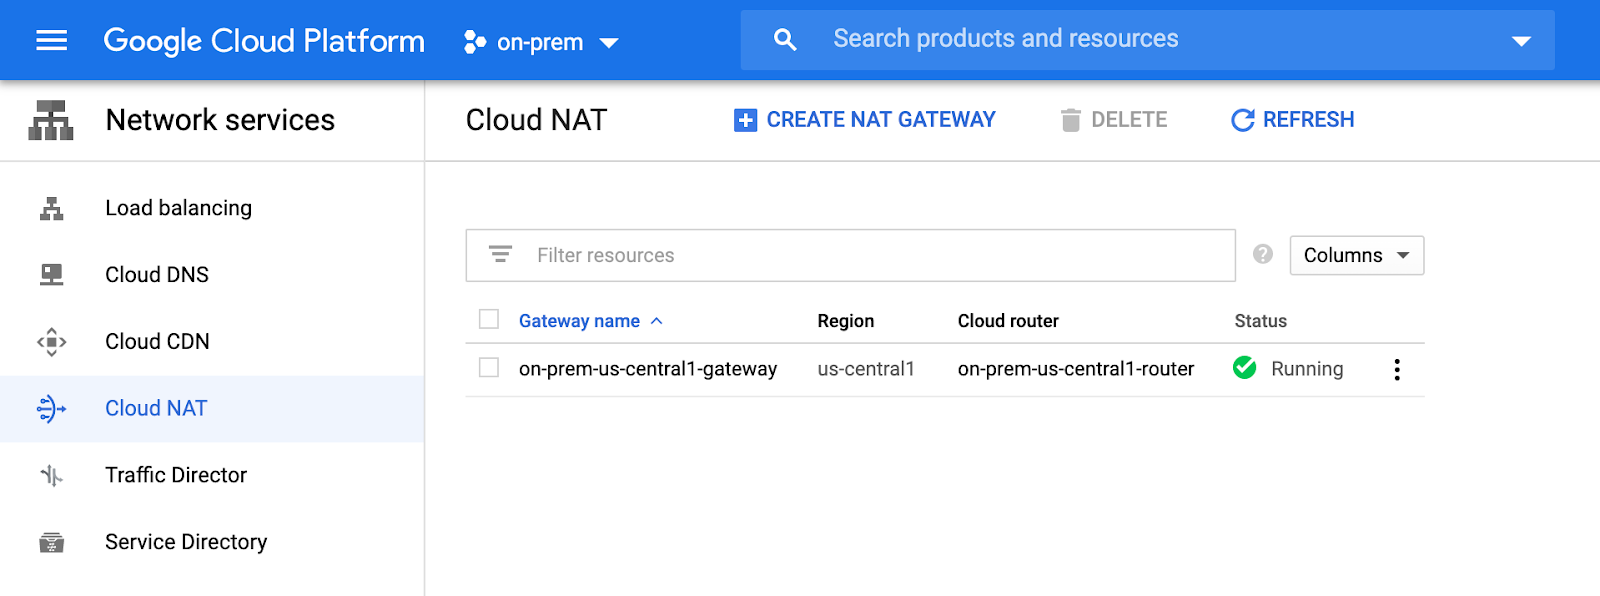 Google Cloud Platform on-prem Search products and resources
Network services
Cloud NAT CREATE NAT GATEWAY DELETE REFRESH
Load balancing
Cloud DNS
Cloud CDN
Cloud NAT
Traffic Director
Service Directory
Filter resources ? Columns
Gateway name Region Cloud router Status
on-prem-us-central1-gateway us-central1 on-prem-us-central1-router Running